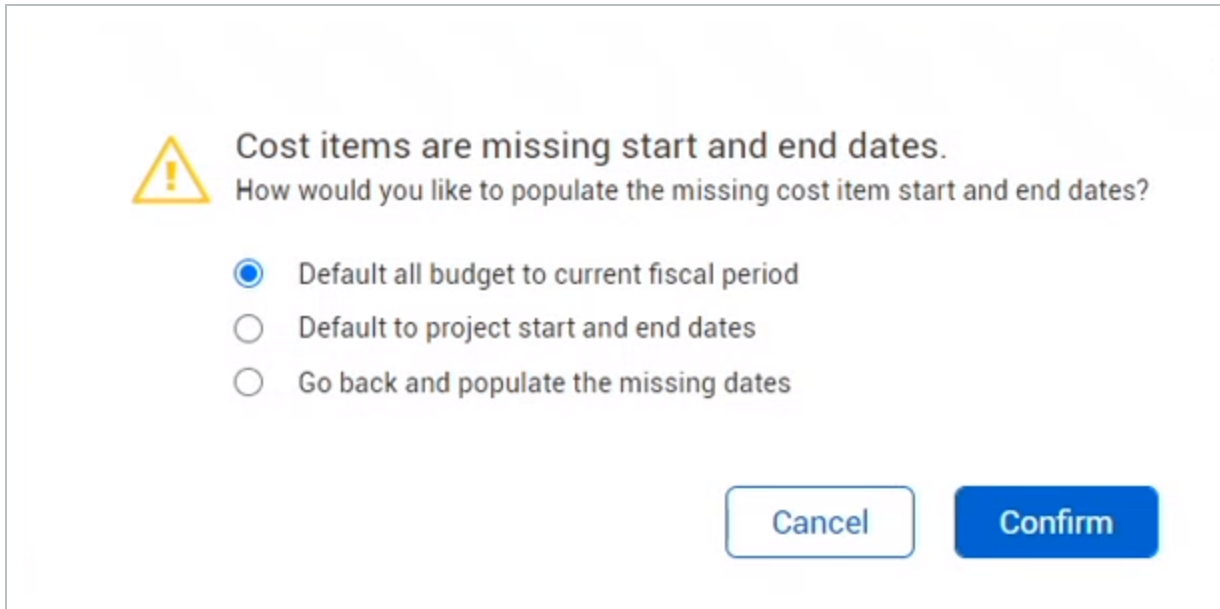 Cost items are missing start and end dates.
How would you like to populate the missing cost item start and end dates?
Default all budget to current fiscal period
Default to project start and end dates
Go back and populate the missing dates
Cancel
Confirm